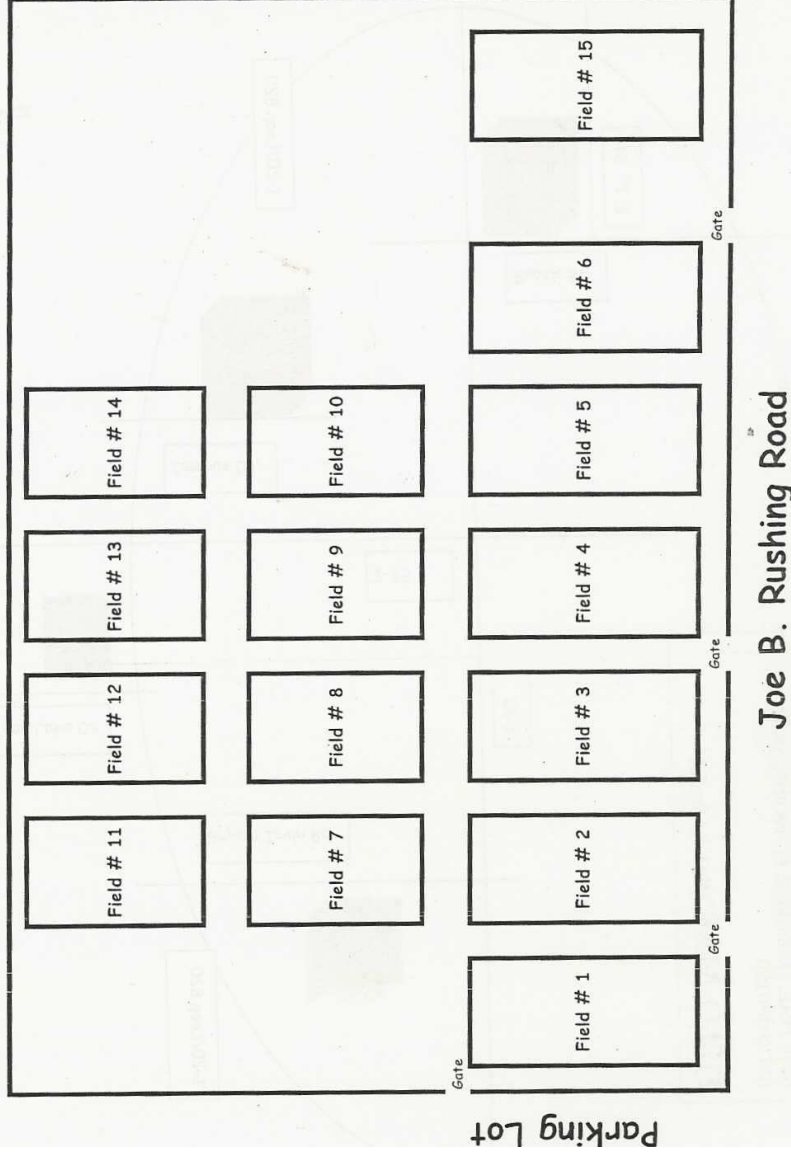 Field # 11
Field # 12
Field # 13
Field # 14
Field # 7
Field # 8
Field # 9
Field # 10
Gate
Parking Lot
Field # 1
Field # 2
Field # 3
Field # 4
Field # 5
Field # 6
Field # 15
Gate
Gate
Gate
Joe B. Rushing Road